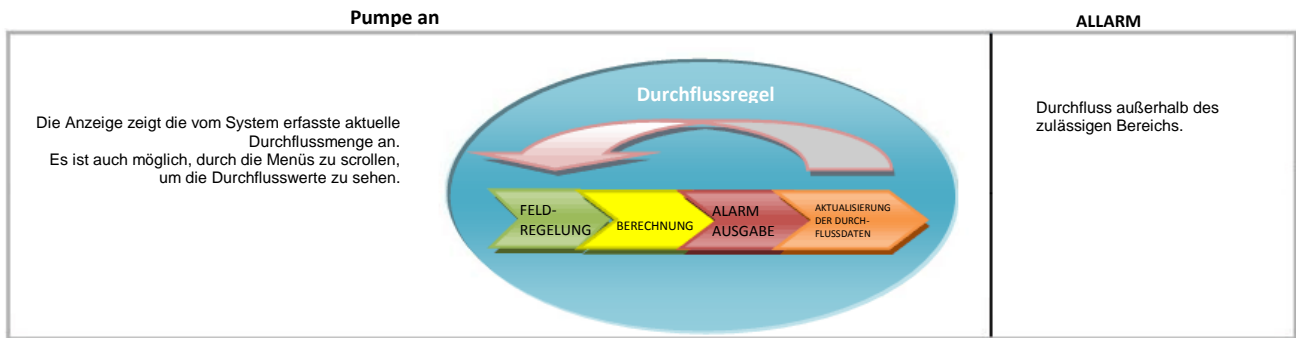 Pumpe an
ALLARM
Die Anzeige zeigt die vom System erfasste aktuelle
Durchflussmenge an.
Es ist auch möglich, durch die Menüs zu scrollen,
um die Durchflusswerte zu sehen.
Durchflussregel
FELD-
REGELUNG
BERECHNUNG
ALARM
AUSGABE
AKTUALISIERUNG
DER DURCH-
FLUSSDATEN
Durchfluss außerhalb des
zulässigen Bereichs.